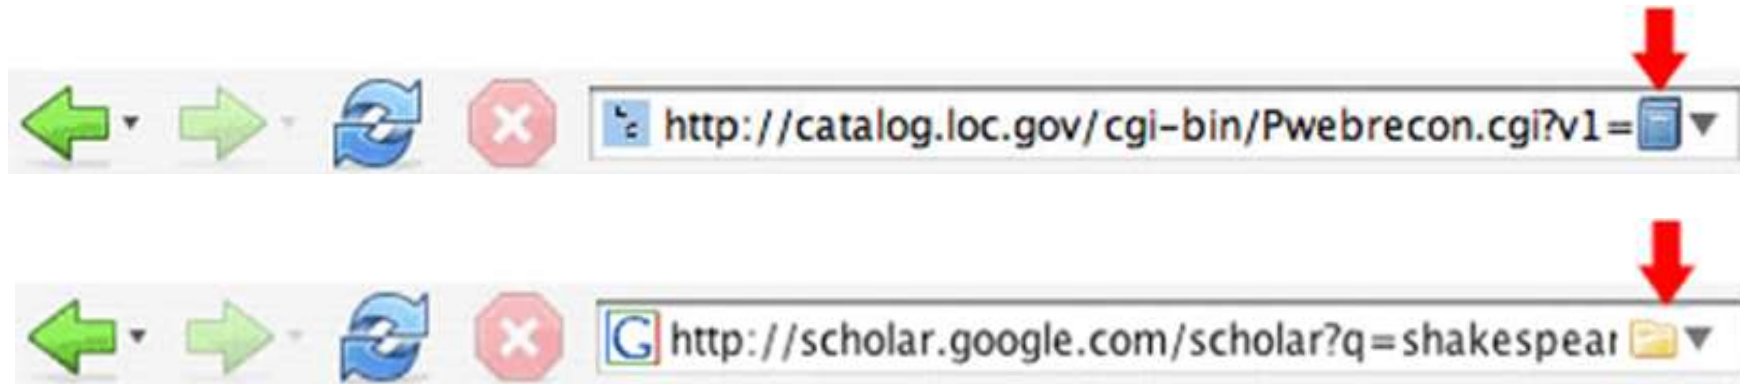 http://catalog.loc.gov/cgi-bin/Pwebrecon.cgi?v1=
G http://scholar.google.com/scholar?q=shakespear